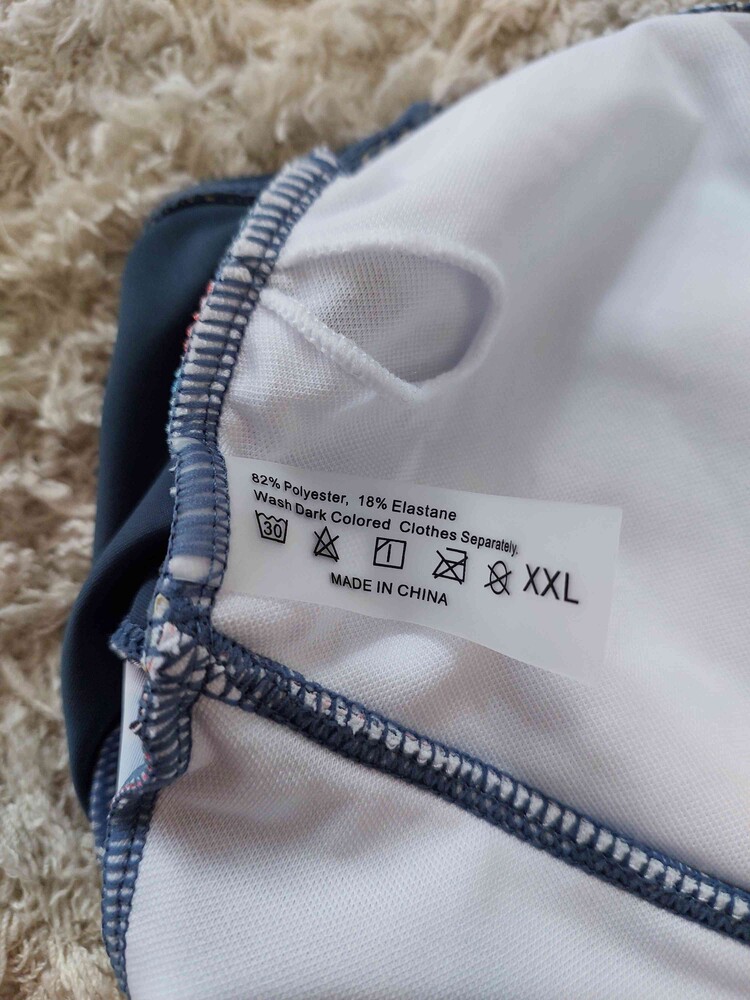 82% Polyester, 18% Elastane
Wash Dark Colored Clothes Separately.
30
XXL
MADE IN CHINA